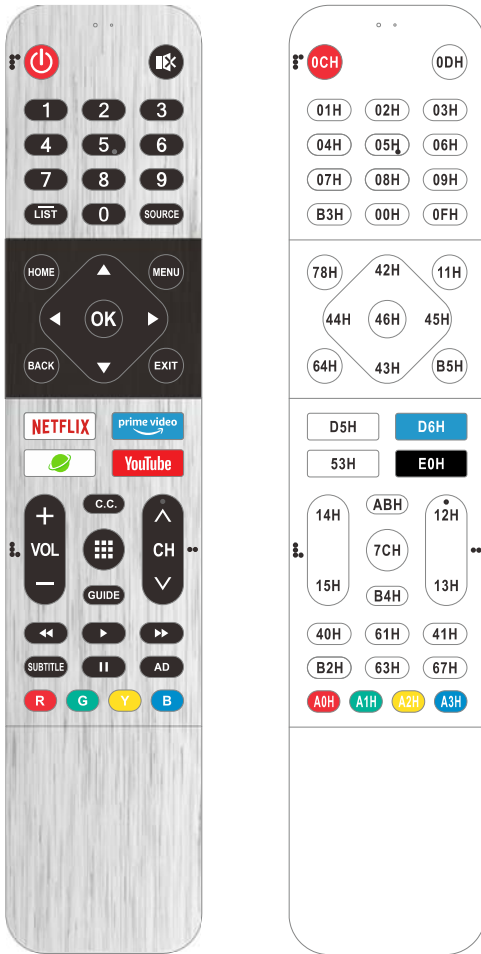 1 2 3
4 5 6
7 8 9
LIST 0 SOURCE
HOME MENU
OK
BACK EXIT
NETFLIX prime video
YouTube
C.C.
+
VOL CH
—
GUIDE
SUBTITLE AD
R G Y B
0CH 0DH
01H 02H 03H
04H 05H 06H
07H 08H 09H
B3H 00H 0FH
78H 42H 11H
44H 46H 45H
64H 43H B5H
D5H D6H
53H E0H
14H ABH 12H
7CH
15H B4H 13H
40H 61H 41H
B2H 63H 67H
A0H A1H A2H A3H